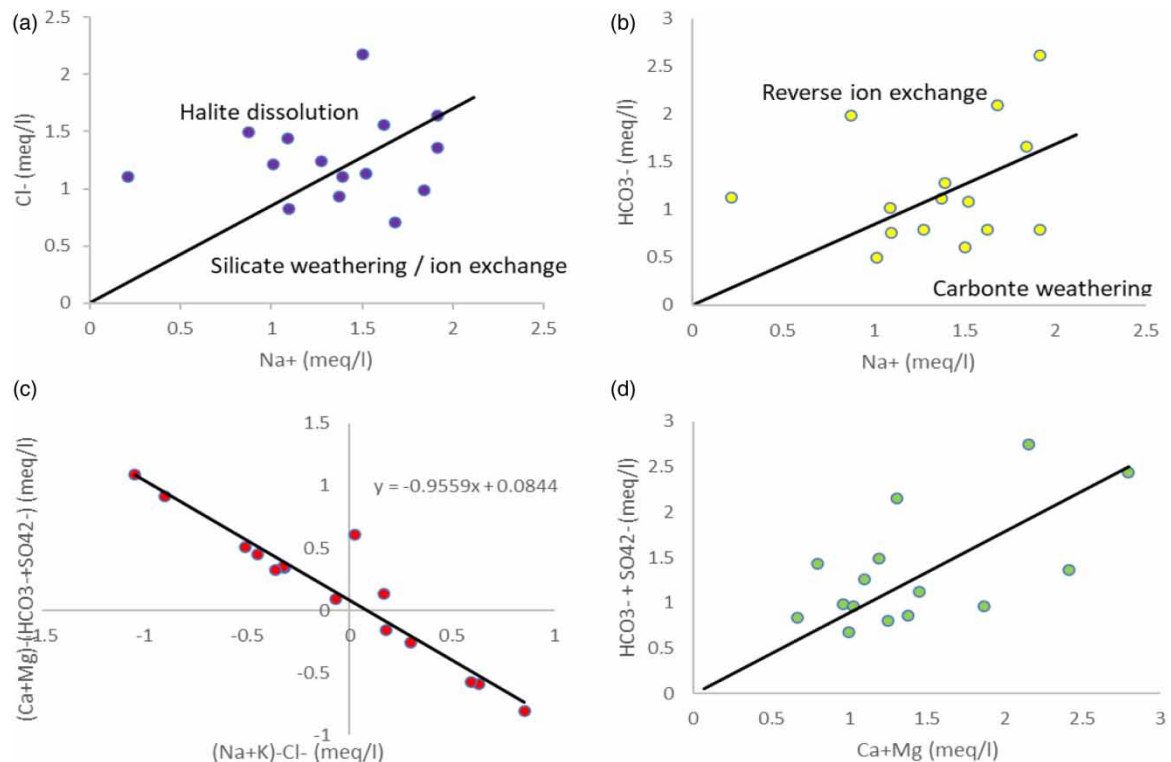 (a)
2.5
2
1.5
1
0.5
0
Cl- (meq/l)
Halite dissolution
Silicate weathering / ion exchange
0 0.5 1 1.5 2 2.5
Na+ (meq/l)
(b)
3
2.5
2
1.5
1
0.5
0
HCO3- (meq/l)
Reverse ion exchange
Carbonte weathering
0 0.5 1 1.5 2 2.5
Na+ (meq/l)
(c)
(Ca+Mg)-(HCO3-+SO42-) (meq/l)
1.5
1
0.5
0
-0.5
-1
y = -0.9559x + 0.0844
-1.5 -1 -0.5 0 0.5 1
(Na+K)-Cl- (meq/l)
(d)
3
2.5
2
1.5
1
0.5
0
HCO3- + SO42- (meq/l)
0 0.5 1 1.5 2 2.5 3
Ca+Mg (meq/l)